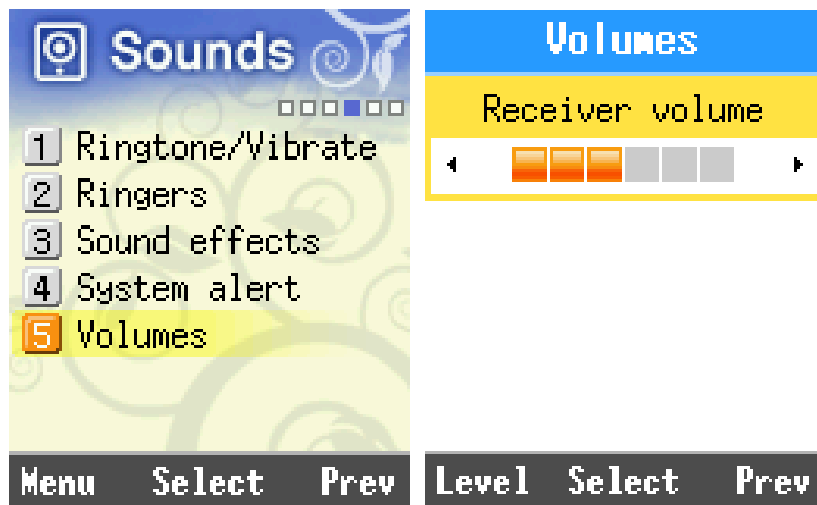 Sounds
1 Ringtone/Vibrate
2 Ringers
3 Sound effects
4 System alert
5 Volumes
Menu Select Prev
Volumes
Receiver volume
Level Select Prev